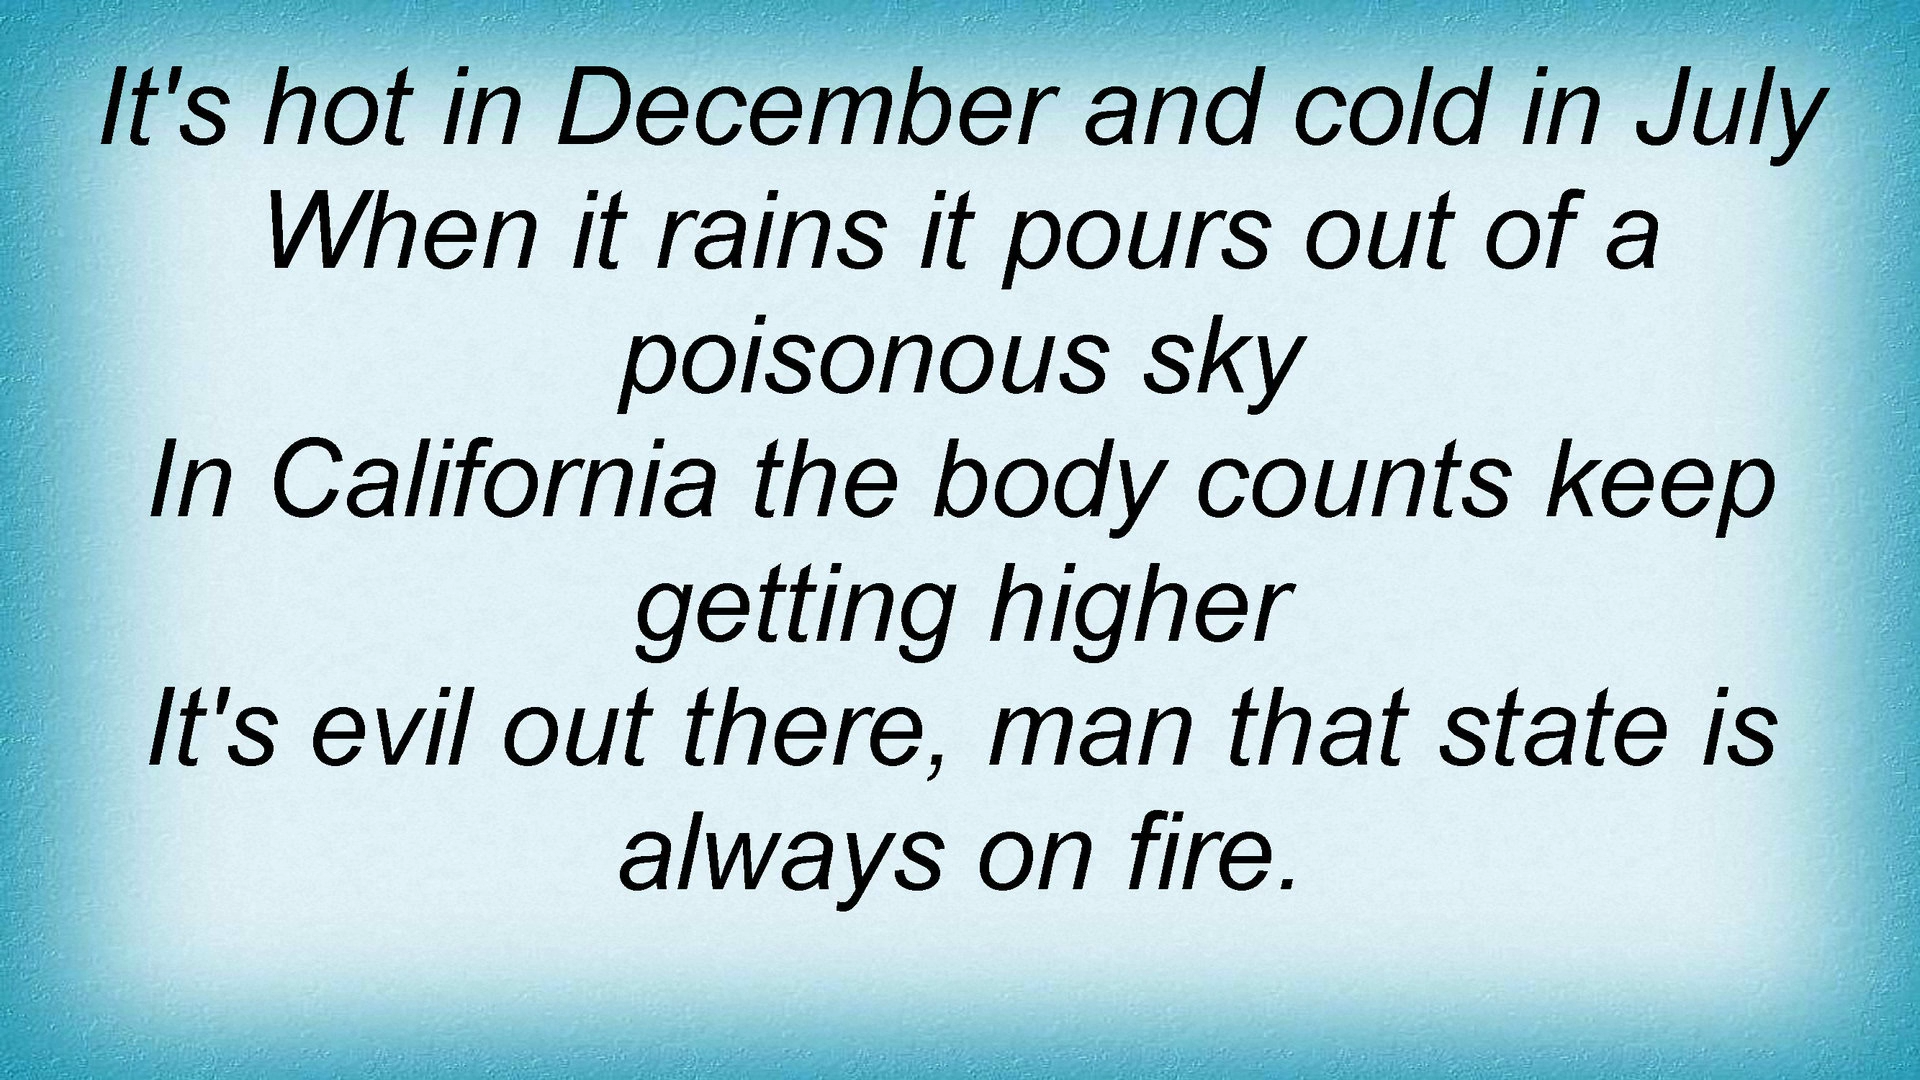 It's hot in December and cold in July
When it rains it pours out of a
poisonous sky
In California the body counts keep
getting higher
It's evil out there, man that state is
always on fire.